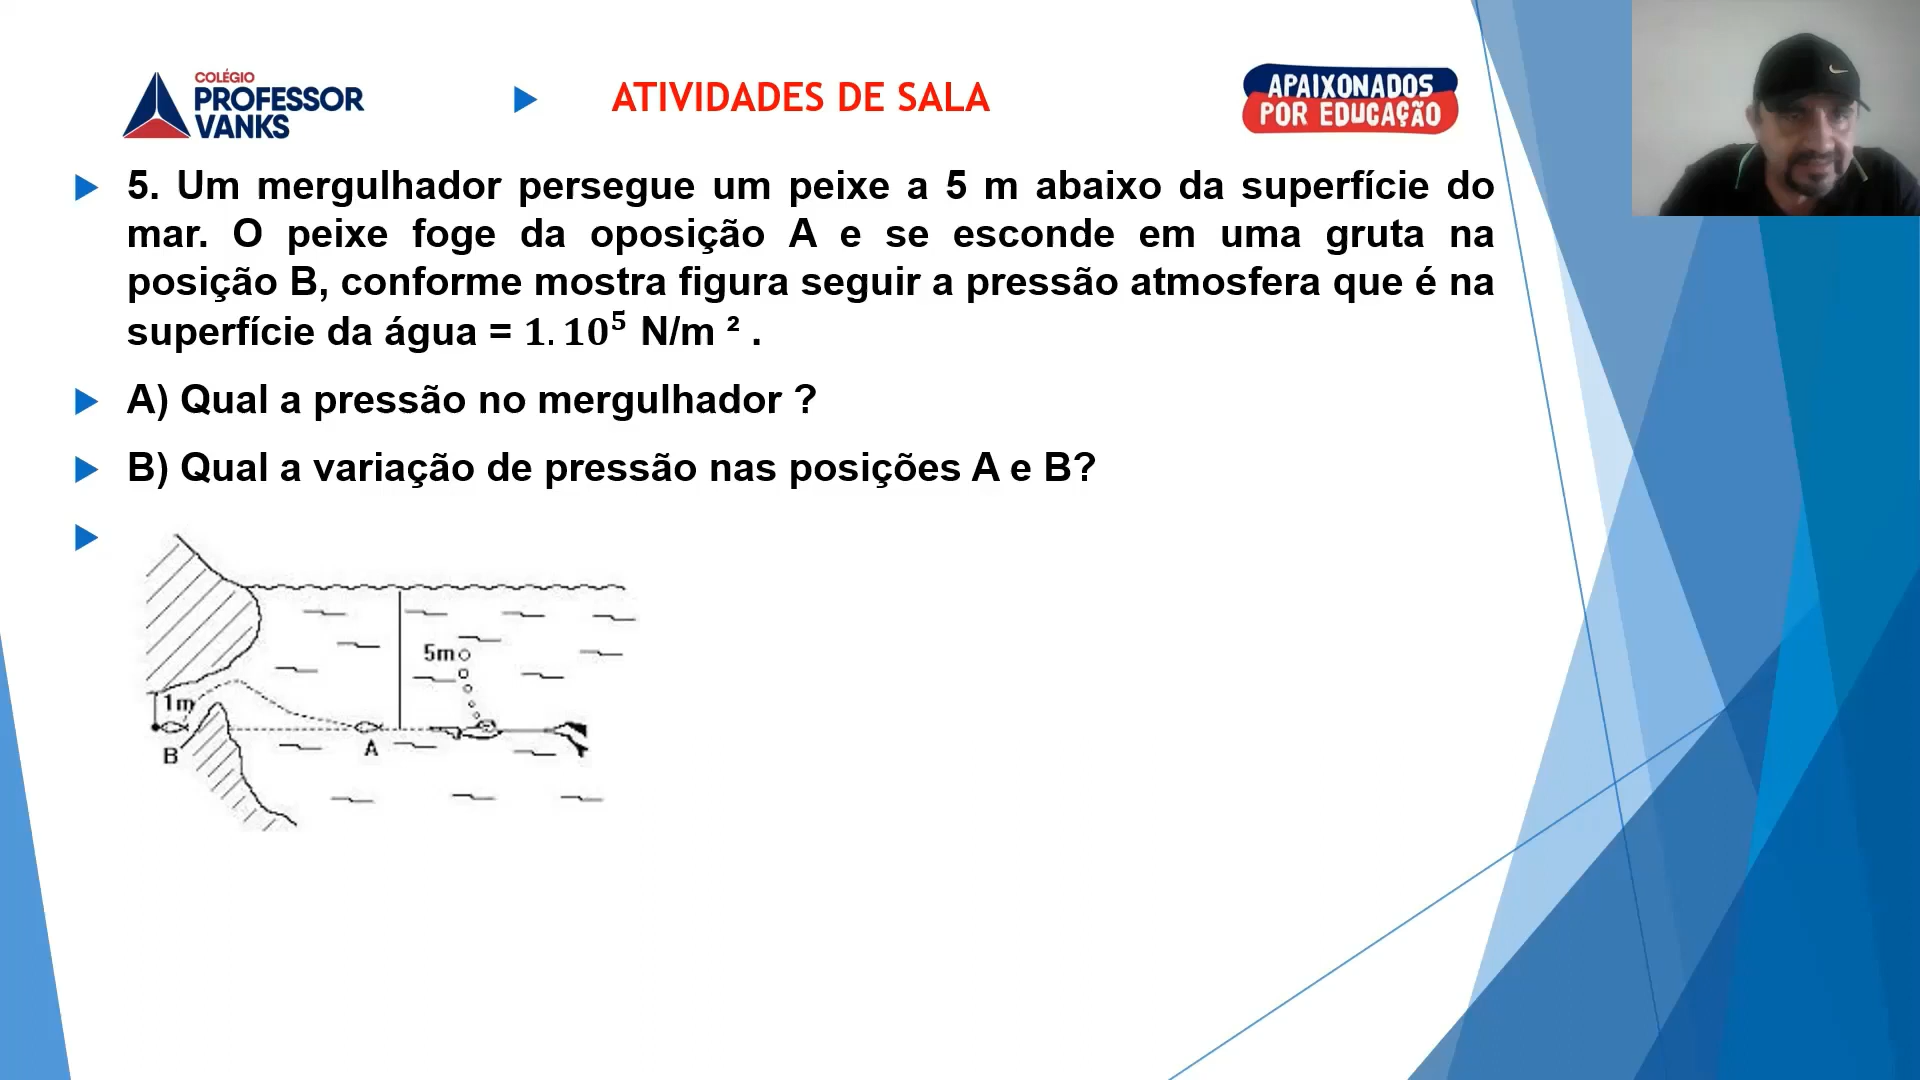 COLÉGIO
PROFESSOR
VANKS
ATIVIDADES DE SALA
APAIXONADOS
POR EDUCAÇÃO
5. Um mergulhador persegue um peixe a 5 m abaixo da superfície do
mar. O peixe foge da oposição A e se esconde em uma gruta na
posição B, conforme mostra figura seguir a pressão atmosfera que é na
superfície da água = 1.10⁵ N/m ² .
A) Qual a pressão no mergulhador ?
B) Qual a variação de pressão nas posições A e B?
5m
1m
A
B